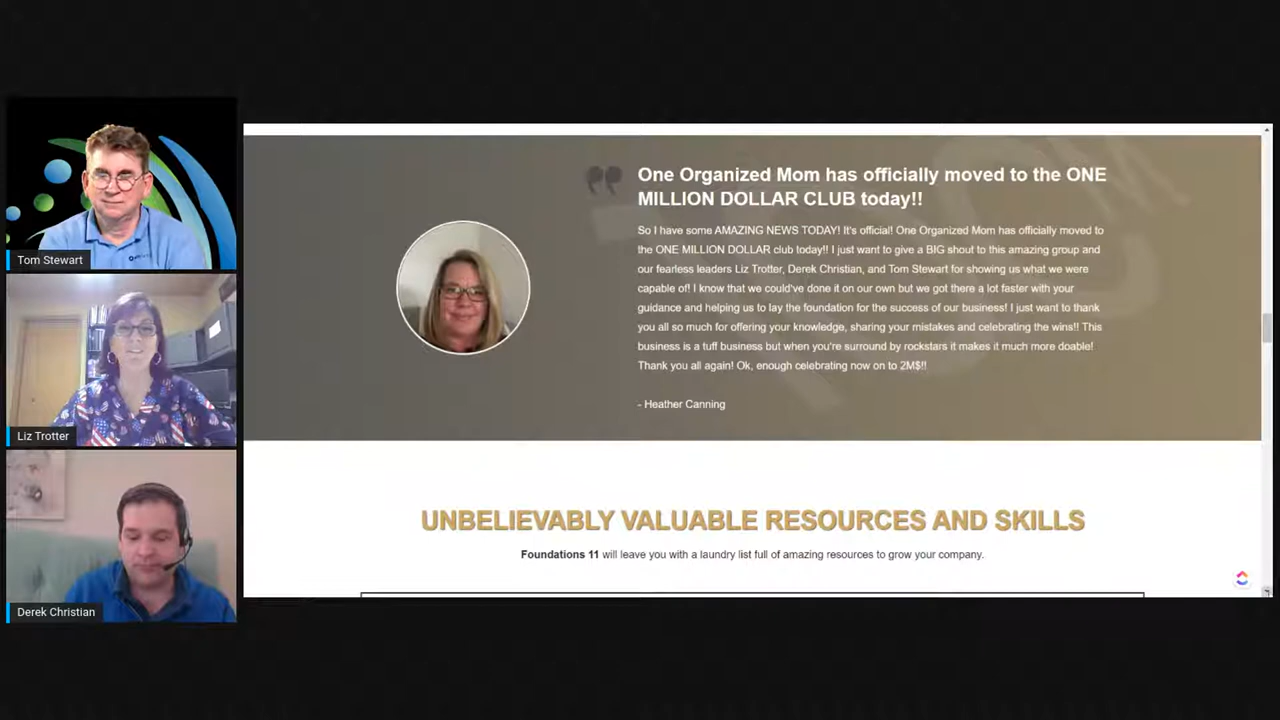 Tom Stewart
Liz Trotter
Derek Christian
One Organized Mom has officially moved to the ONE
MILLION DOLLAR CLUB today!!
So I have some AMAZING NEWS TODAY! It's official! One Organized Mom has officially moved to
the ONE MILLION DOLLAR club today!! I just want to give a BIG shout to this amazing group and
our fearless leaders Liz Trotter, Derek Christian, and Tom Stewart for showing us what we were
capable of! I know that we could've done it on our own but we got there a lot faster with your
guidance and helping us to lay the foundation for the success of our business! I just want to thank
you all so much for offering your knowledge, sharing your mistakes and celebrating the wins!! This
business is a tuff business but when you're surround by rockstars it makes it much more doable!
Thank you all again! Ok, enough celebrating now on to 2M$!!
- Heather Canning
UNBELIEVABLY VALUABLE RESOURCES AND SKILLS
Foundations 11 will leave you with a laundry list full of amazing resources to grow your company.